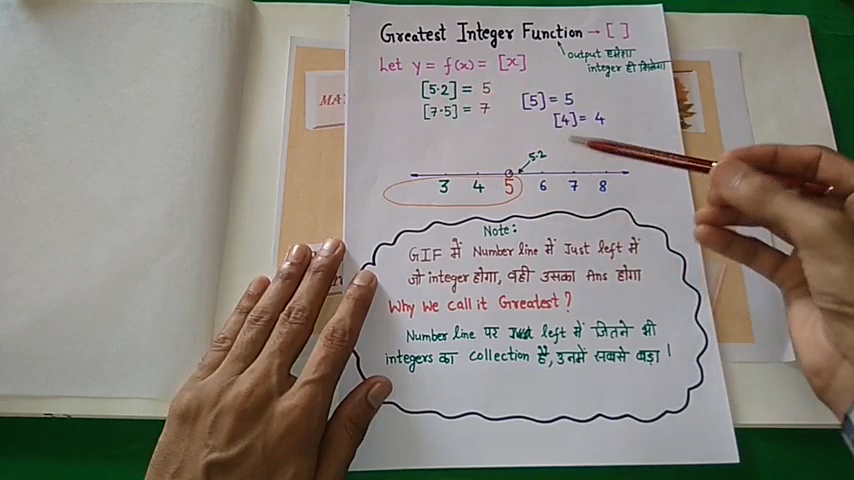 Greatest Integer Function → [ ]
output हमेशा
integer ही मिलेगा
Let y = f(x) = [x]
[5.2] = 5
[7.5] = 7
[5] = 5
[4] = 4
5.2
3 4 5 6 7 8
Note:
GIF में Number line में Just left में
जो integer होगा, वही उसका Ans होगा
Why we call it Greatest?
Number line पर Just left में जितने भी
integers का collection है, उनमें सबसे बड़ा।
MA